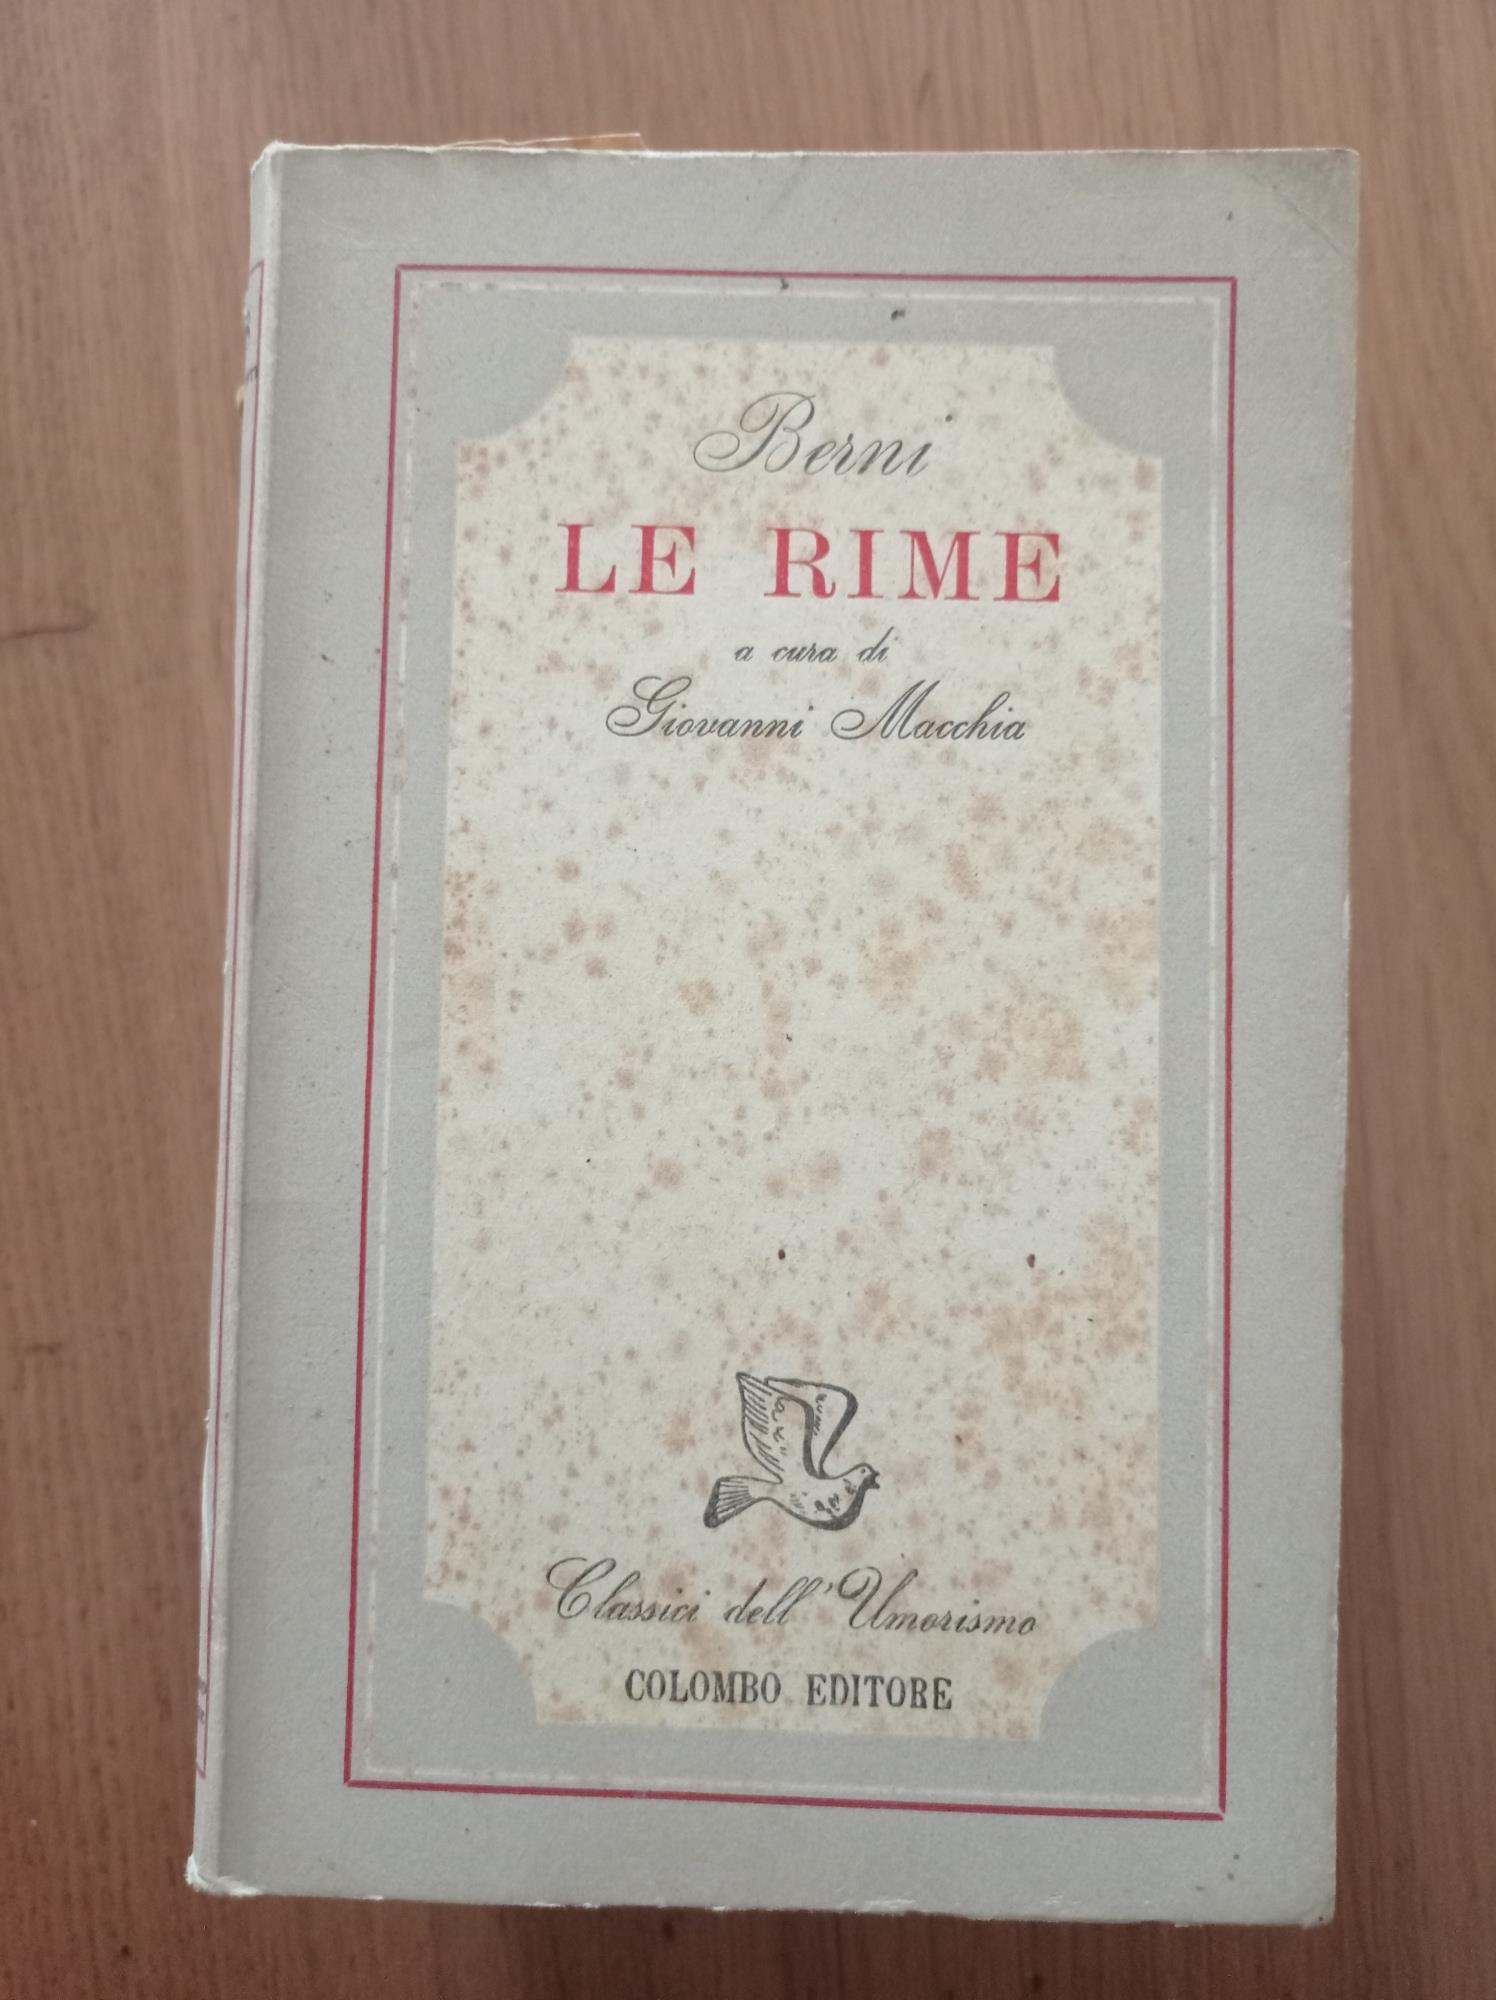 Berni
LE RIME
a cura di
Giovanni Macchia
Classici dell'Umorismo
COLOMBO EDITORE